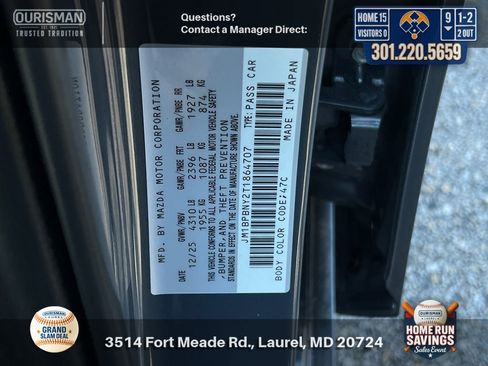 OURISMAN
EST. 1921
TRUSTED TRADITION
Questions?
Contact a Manager Direct:
HOME 15
VISITORS 0
9
1-2
2 OUT
301.220.5659
MFD. BY MAZDA MOTOR CORPORATION
GVWR/PNBV
GAWR/PNBE FRT
GAWR/PNBE RR
12/25 4310 LB 2396 LB 1927 LB
1955 KG 1087 KG 874 KG
THIS VEHICLE CONFORMS TO ALL APPLICABLE FEDERAL MOTOR VEHICLE SAFETY
,BUMPER, AND THEFT PREVENTION
STANDARDS IN EFFECT ON THE DATE OF MANUFACTURE SHOWN ABOVE.
JM1BPBNY2T1864707 TYPE:PASS CAR
BODY COLOR CODE:47C MADE IN JAPAN
OURISMAN
GRAND
SLAM DEAL
3514 Fort Meade Rd., Laurel, MD 20724
OURISMAN
HOME RUN
SAVINGS
Sales Event